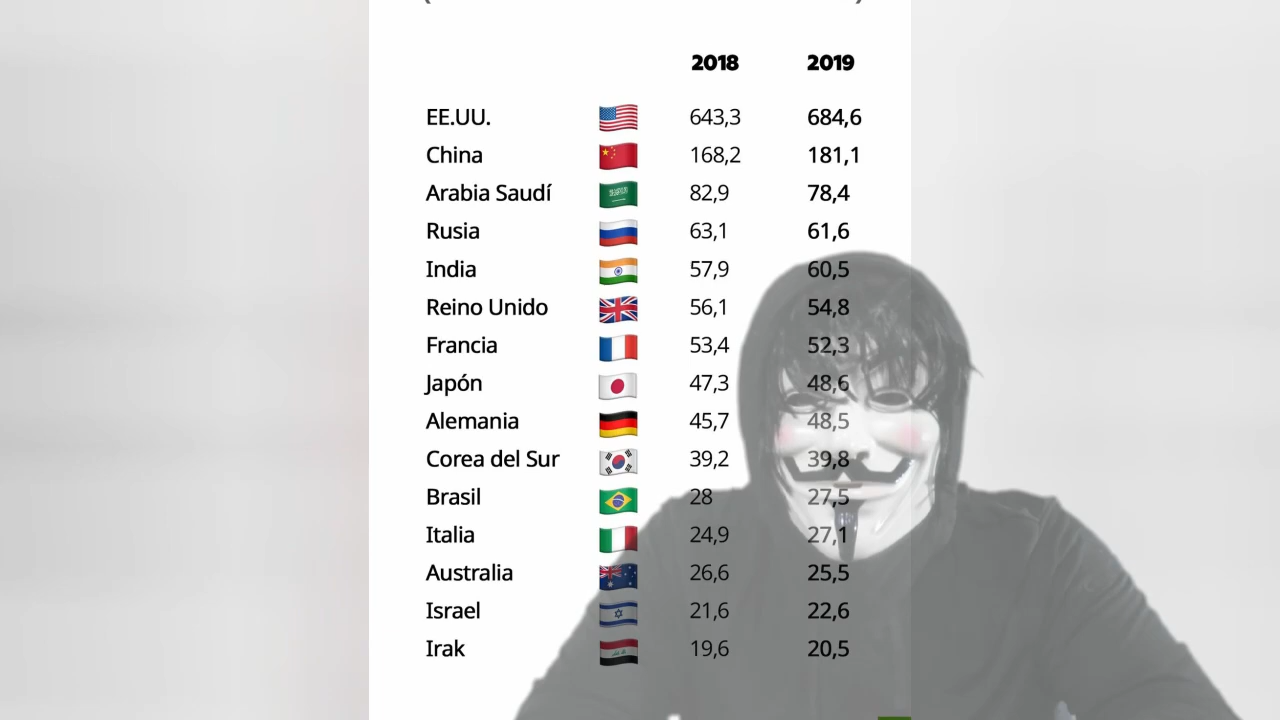 2018 2019
EE.UU. 643,3 684,6
China 168,2 181,1
Arabia Saudí 82,9 78,4
Rusia 63,1 61,6
India 57,9 60,5
Reino Unido 56,1 54,8
Francia 53,4 52,3
Japón 47,3 48,6
Alemania 45,7 48,5
Corea del Sur 39,2 39,8
Brasil 28 27,5
Italia 24,9 27,1
Australia 26,6 25,5
Israel 21,6 22,6
Irak 19,6 20,5